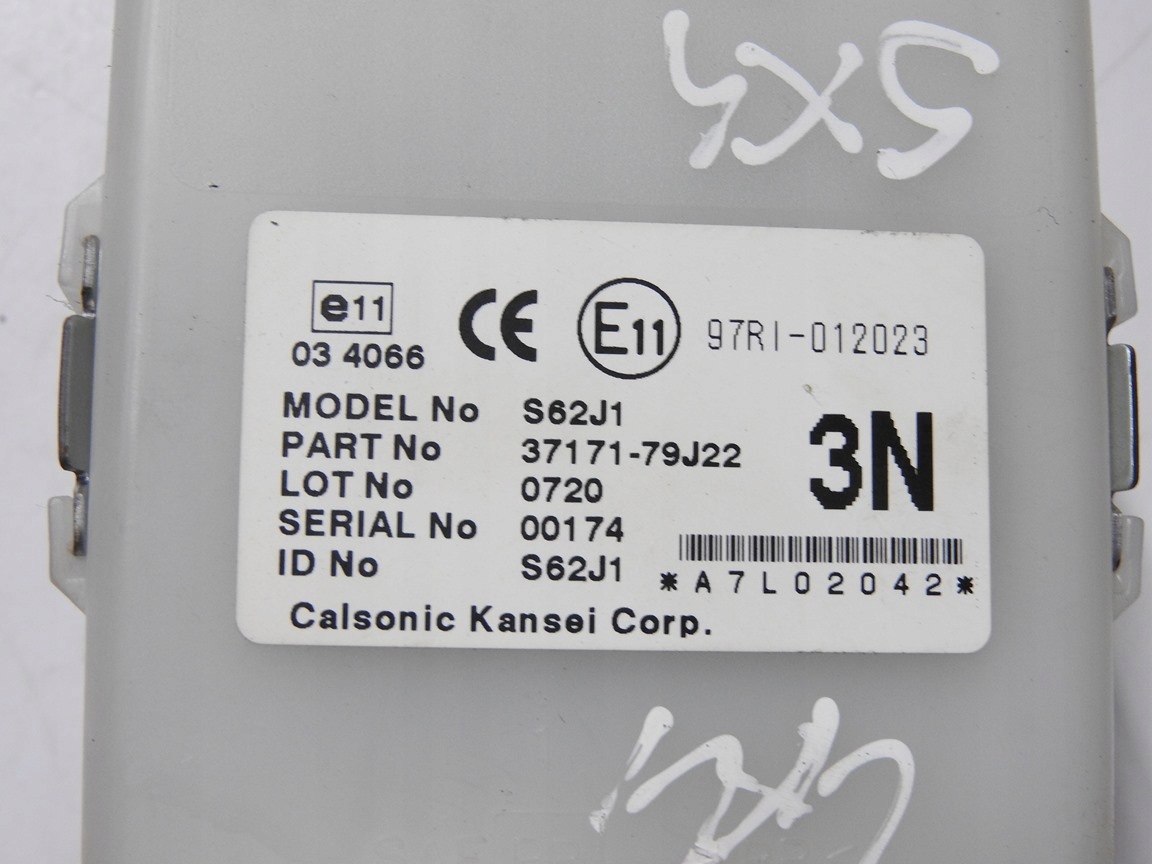 SX4
e11
03 4066
CE
E11
97RI-012023
MODEL No S62J1
PART No 37171-79J22
LOT No 0720
SERIAL No 00174
ID No S62J1
3N
*A7L02042*
Calsonic Kansei Corp.